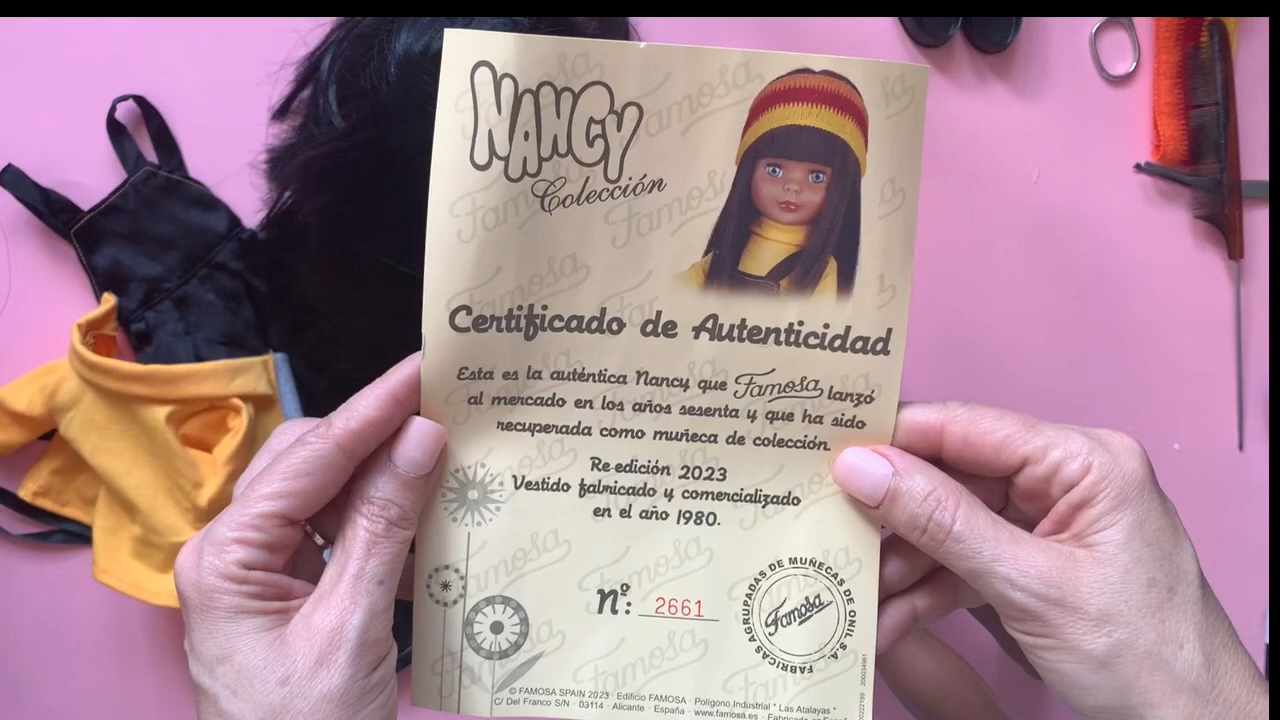 NANCY
Colección
Certificado de Autenticidad
Esta es la auténtica Nancy que Famosa lanzó
al mercado en los años sesenta y que ha sido
recuperada como muñeca de colección.
Re-edición 2023
Vestido fabricado y comercializado
en el año 1980.
nº: 2661
FABRICAS AGRUPADAS DE MUÑECAS DE ONIL S.A.
Famosa
© FAMOSA SPAIN 2023 · Edificio FAMOSA · Polígono Industrial " Las Atalayas "
C/ Del Franco S/N · 03114 · Alicante · España · www.famosa.es · Fabricado en